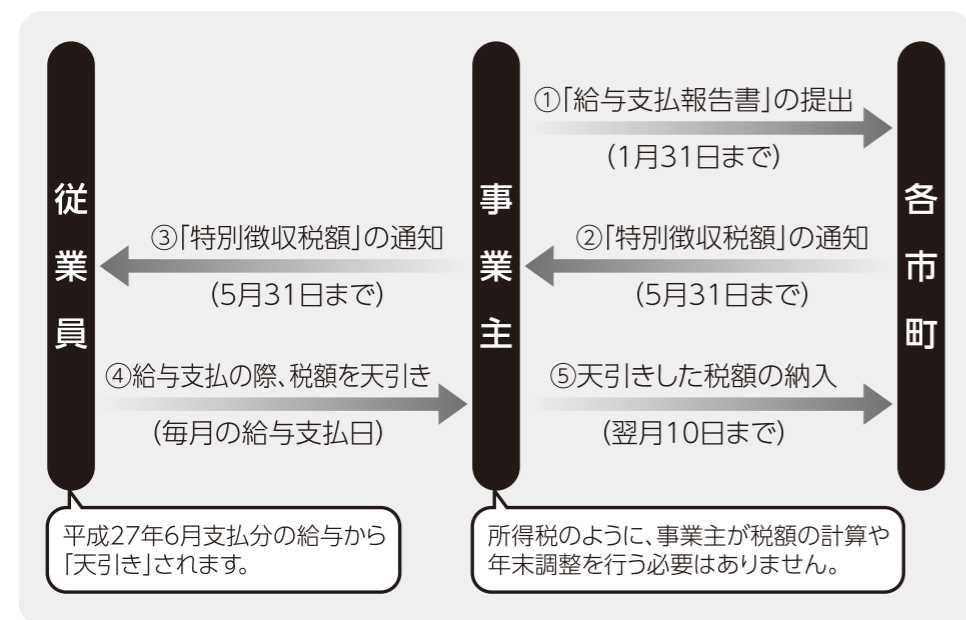 従業員
事業主
各市町
①「給与支払報告書」の提出
(1月31日まで)
②「特別徴収税額」の通知
(5月31日まで)
③「特別徴収税額」の通知
(5月31日まで)
④給与支払の際、税額を天引き
(毎月の給与支払日)
⑤天引きした税額の納入
(翌月10日まで)
平成27年6月支払分の給与から
「天引き」されます。
所得税のように、事業主が税額の計算や
年末調整を行う必要はありません。